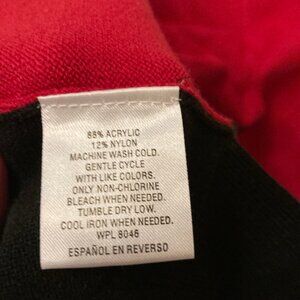 88% ACRYLIC
12% NYLON
MACHINE WASH COLD.
GENTLE CYCLE
WITH LIKE COLORS.
ONLY NON-CHLORINE
BLEACH WHEN NEEDED.
TUMBLE DRY LOW.
COOL IRON WHEN NEEDED.
WPL 8046
ESPAÑOL EN REVERSO